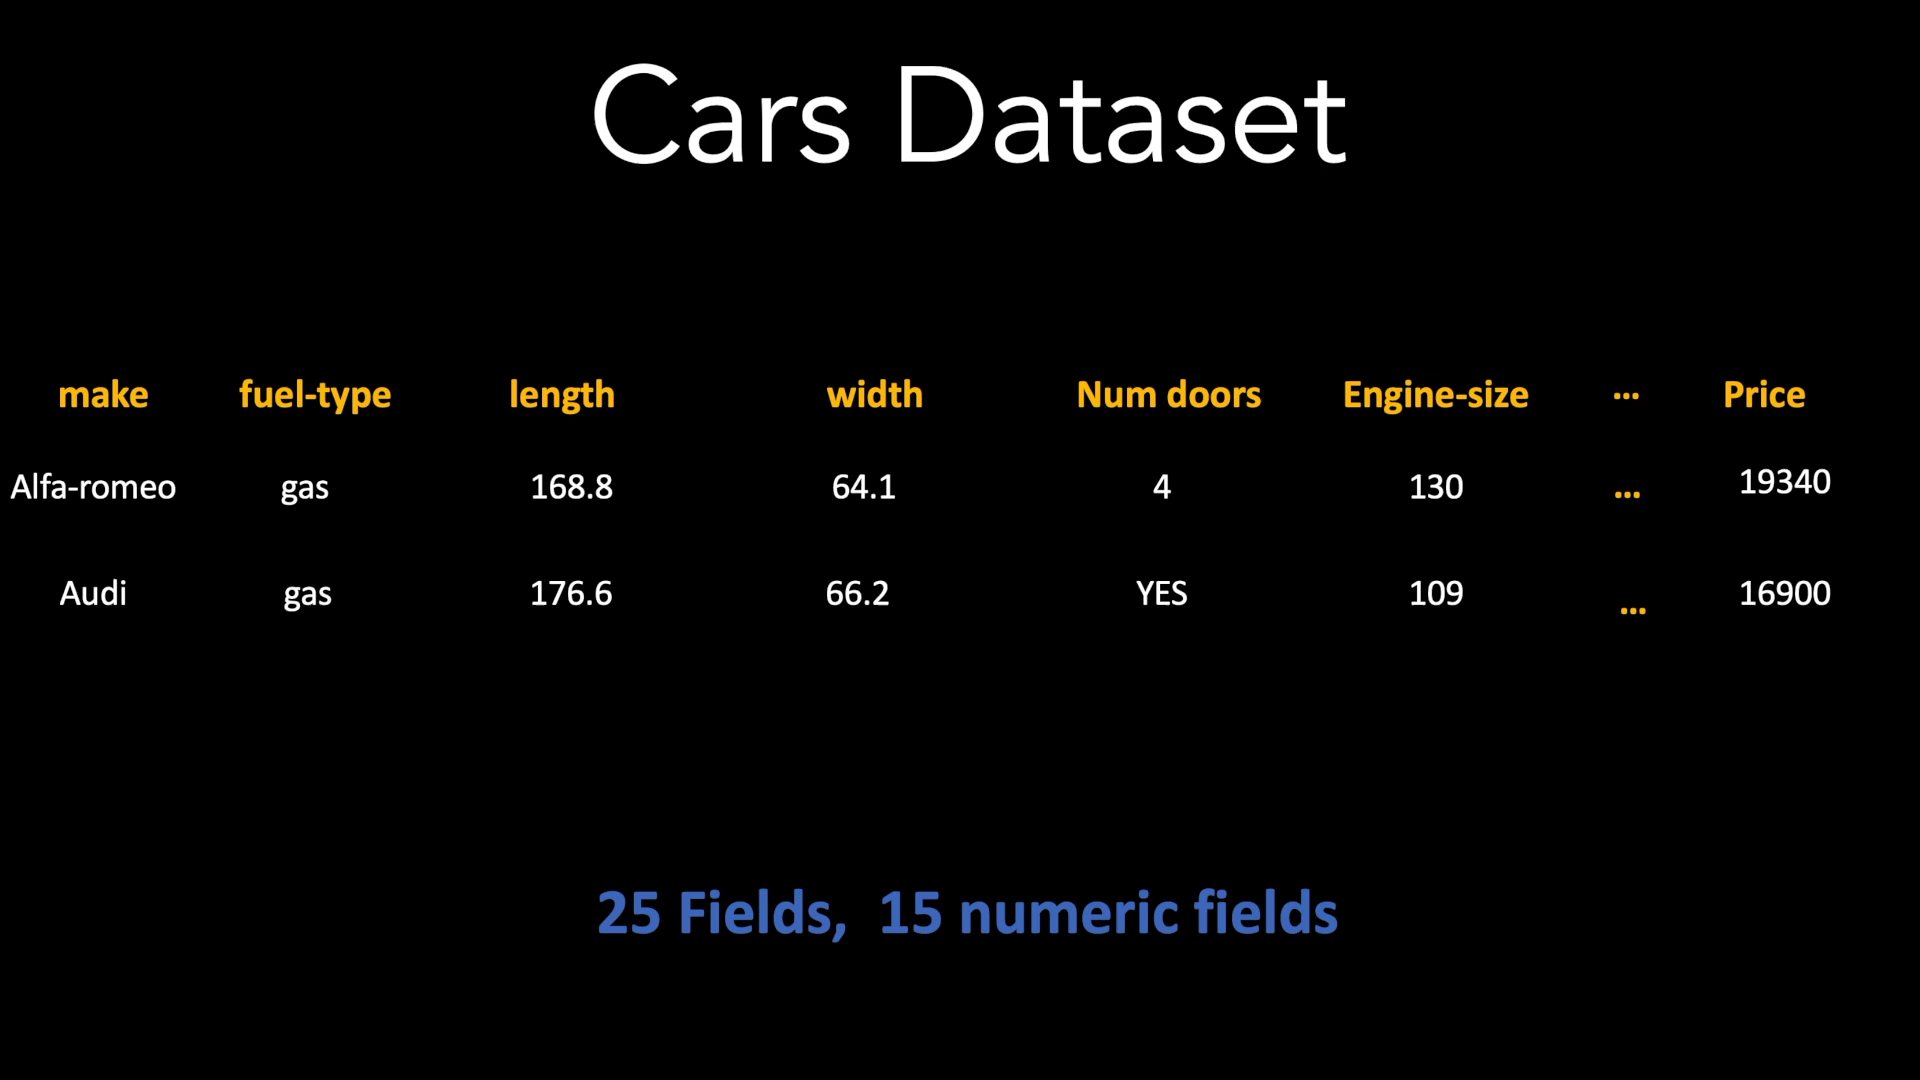 Cars Dataset
make fuel-type length width Num doors Engine-size ... Price
Alfa-romeo gas 168.8 64.1 4 130 ... 19340
Audi gas 176.6 66.2 YES 109 ... 16900
25 Fields, 15 numeric fields